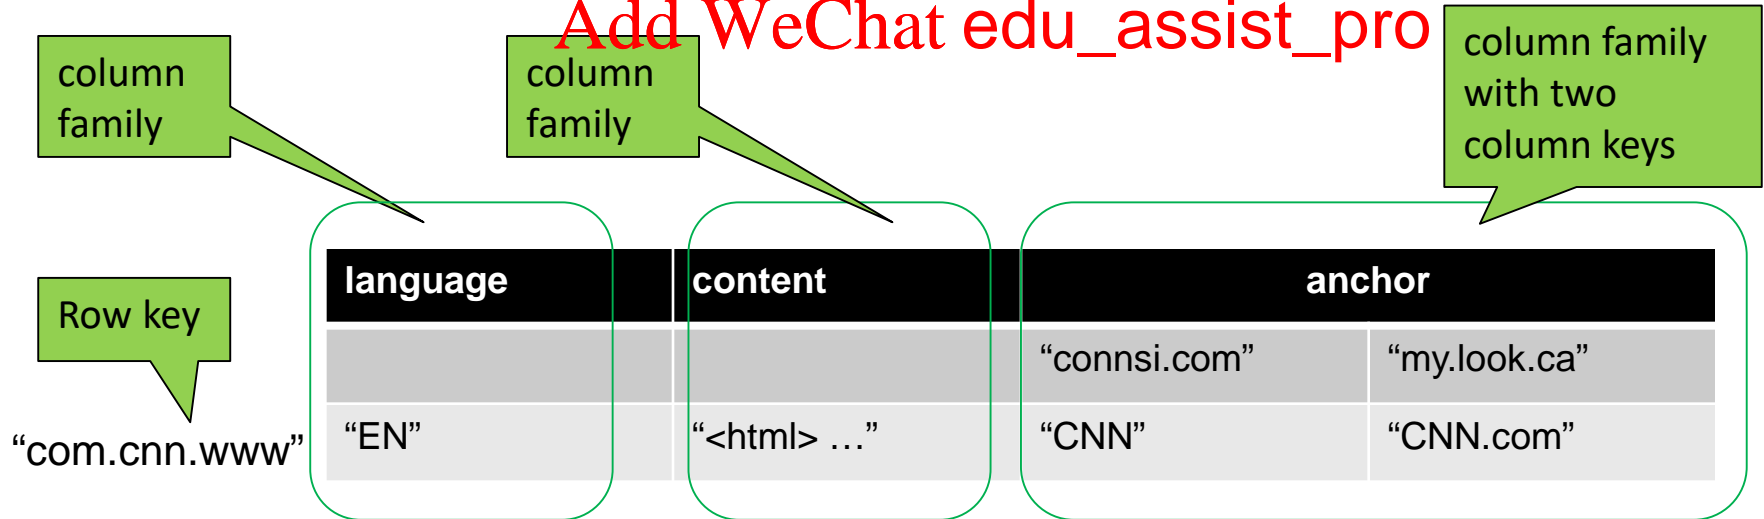 Add WeChat edu_assist_pro
column
family
column
family
column family
with two
column keys
Row key
language content anchor
“connsi.com” “my.look.ca”
“com.cnn.www” “EN” “<html> …” “CNN” “CNN.com”